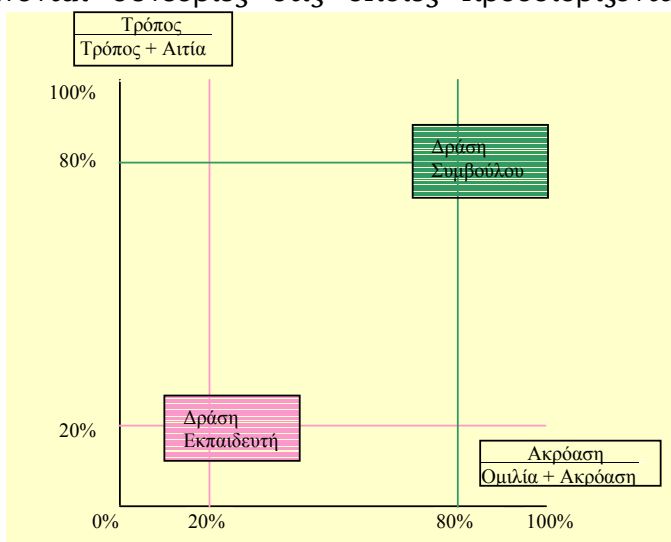 Τρόπος
Τρόπος + Αιτία
100%
80%
Δράση
Συμβούλου
20%
Δράση
Εκπαιδευτή
Ακρόαση
Ομιλία + Ακρόαση
0% 20% 80% 100%